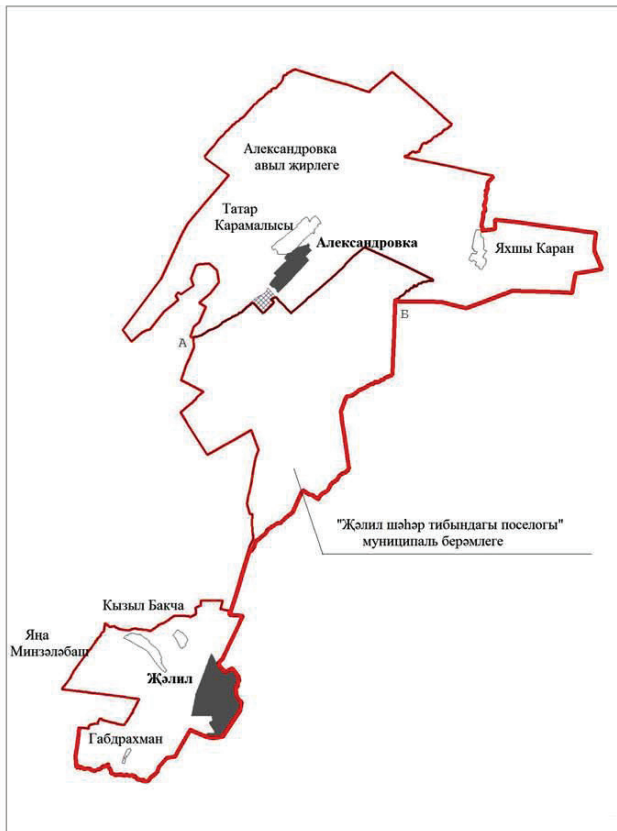 Александровка
авыл җирлеге
Татар
Карамалысы
Александровка
Яхшы Каран
А
Б
"Җәлил шәһәр тибындагы поселогы"
муниципаль берәмлеге
Кызыл Бакча
Яңа
Минзәләбаш
Җәлил
Габдрахман